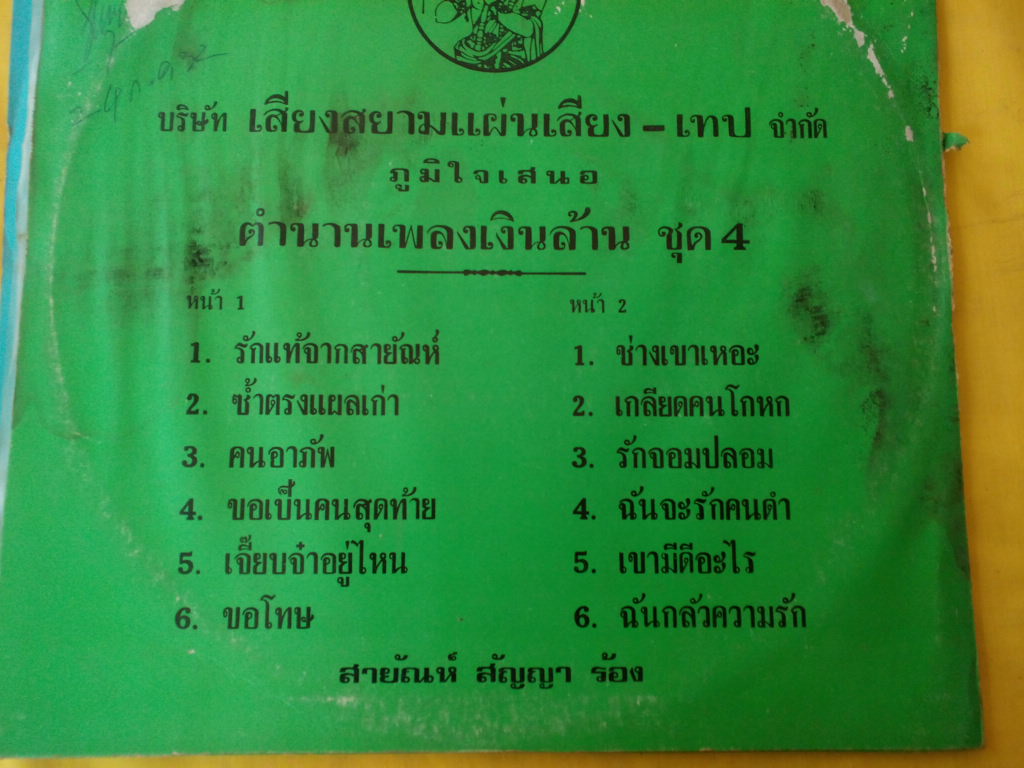 บริษัท เสียงสยามแผ่นเสียง – เทป จำกัด
ภูมิใจเสนอ
ตำนานเพลงเงินล้าน ชุด 4
หน้า 1
1. รักแท้จากสายัณห์
2. ซ้ำตรงแผลเก่า
3. คนอาภัพ
4. ขอเป็นคนสุดท้าย
5. เจี๊ยบจ๋าอยู่ไหน
6. ขอโทษ
หน้า 2
1. ช่างเขาเหอะ
2. เกลียดคนโกหก
3. รักจอมปลอม
4. ฉันจะรักคนดำ
5. เขามีดีอะไร
6. ฉันกลัวความรัก
สายัณห์ สัญญา ร้อง